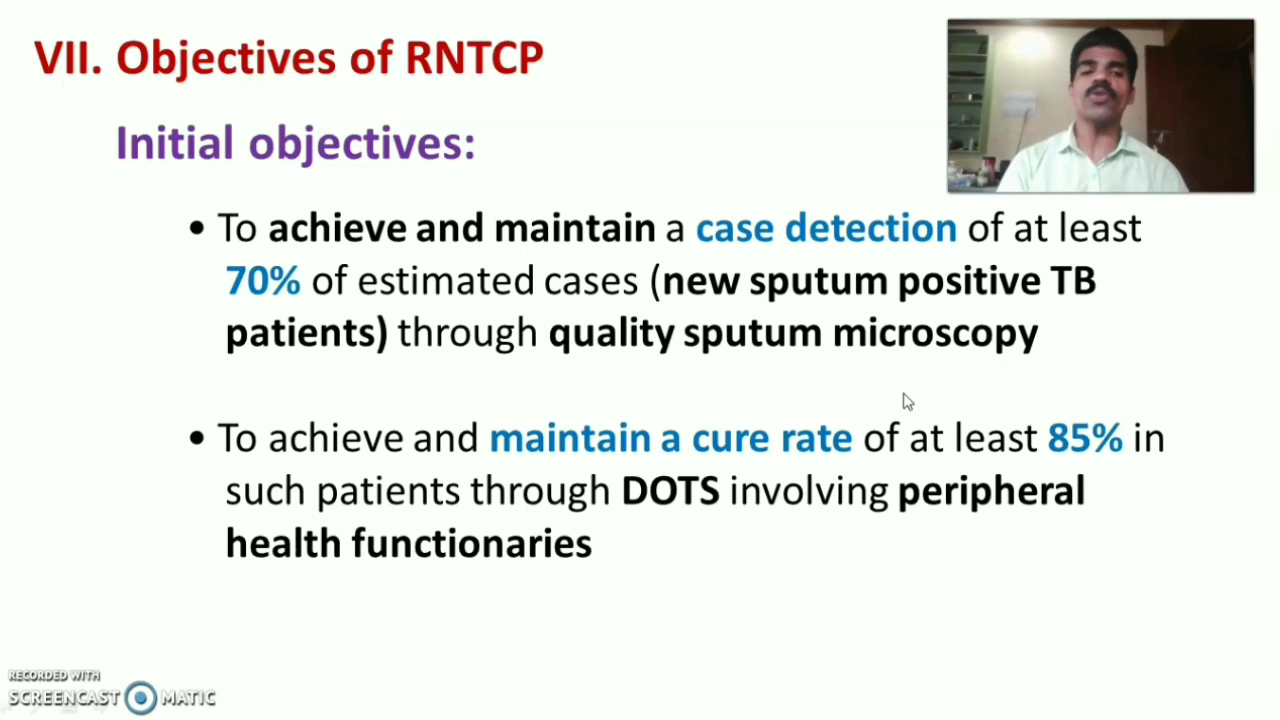 VII. Objectives of RNTCP
Initial objectives:
• To achieve and maintain a case detection of at least
70% of estimated cases (new sputum positive TB
patients) through quality sputum microscopy
• To achieve and maintain a cure rate of at least 85% in
such patients through DOTS involving peripheral
health functionaries
RECORDED WITH
SCREENCAST MATIC